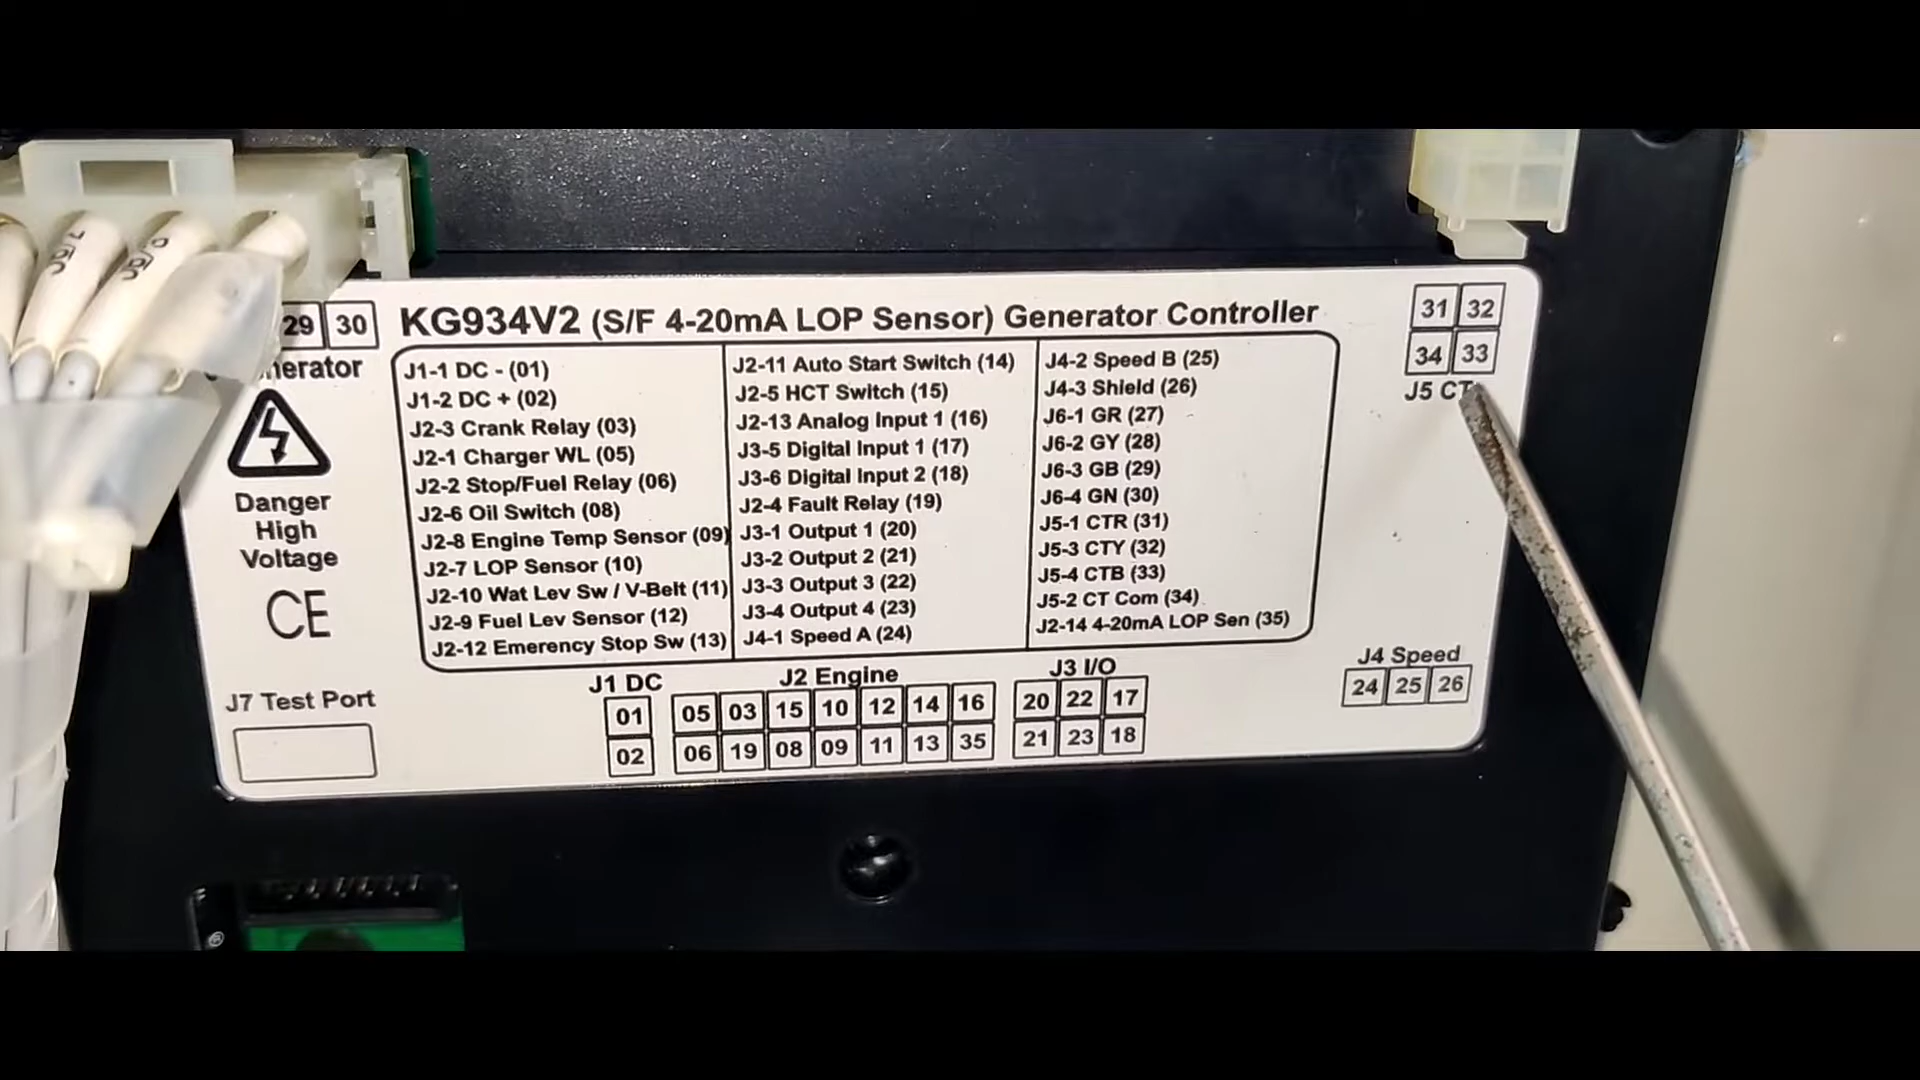 29 30
KG934V2 (S/F 4-20mA LOP Sensor) Generator Controller
J1-1 DC - (01)
J1-2 DC + (02)
J2-3 Crank Relay (03)
J2-1 Charger WL (05)
J2-2 Stop/Fuel Relay (06)
J2-6 Oil Switch (08)
J2-8 Engine Temp Sensor (09)
J2-7 LOP Sensor (10)
J2-10 Wat Lev Sw / V-Belt (11)
J2-9 Fuel Lev Sensor (12)
J2-12 Emerency Stop Sw (13)
J2-11 Auto Start Switch (14)
J2-5 HCT Switch (15)
J2-13 Analog Input 1 (16)
J3-5 Digital Input 1 (17)
J3-6 Digital Input 2 (18)
J2-4 Fault Relay (19)
J3-1 Output 1 (20)
J3-2 Output 2 (21)
J3-3 Output 3 (22)
J3-4 Output 4 (23)
J4-1 Speed A (24)
J4-2 Speed B (25)
J4-3 Shield (26)
J6-1 GR (27)
J6-2 GY (28)
J6-3 GB (29)
J6-4 GN (30)
J5-1 CTR (31)
J5-3 CTY (32)
J5-4 CTB (33)
J5-2 CT Com (34)
J2-14 4-20mA LOP Sen (35)
31 32
34 33
J5 CT
nerator
Danger
High
Voltage
CE
J7 Test Port
J1 DC
01
02
J2 Engine
05 03 15 10 12 14 16
06 19 08 09 11 13 35
J3 I/O
20 22 17
21 23 18
J4 Speed
24 25 26